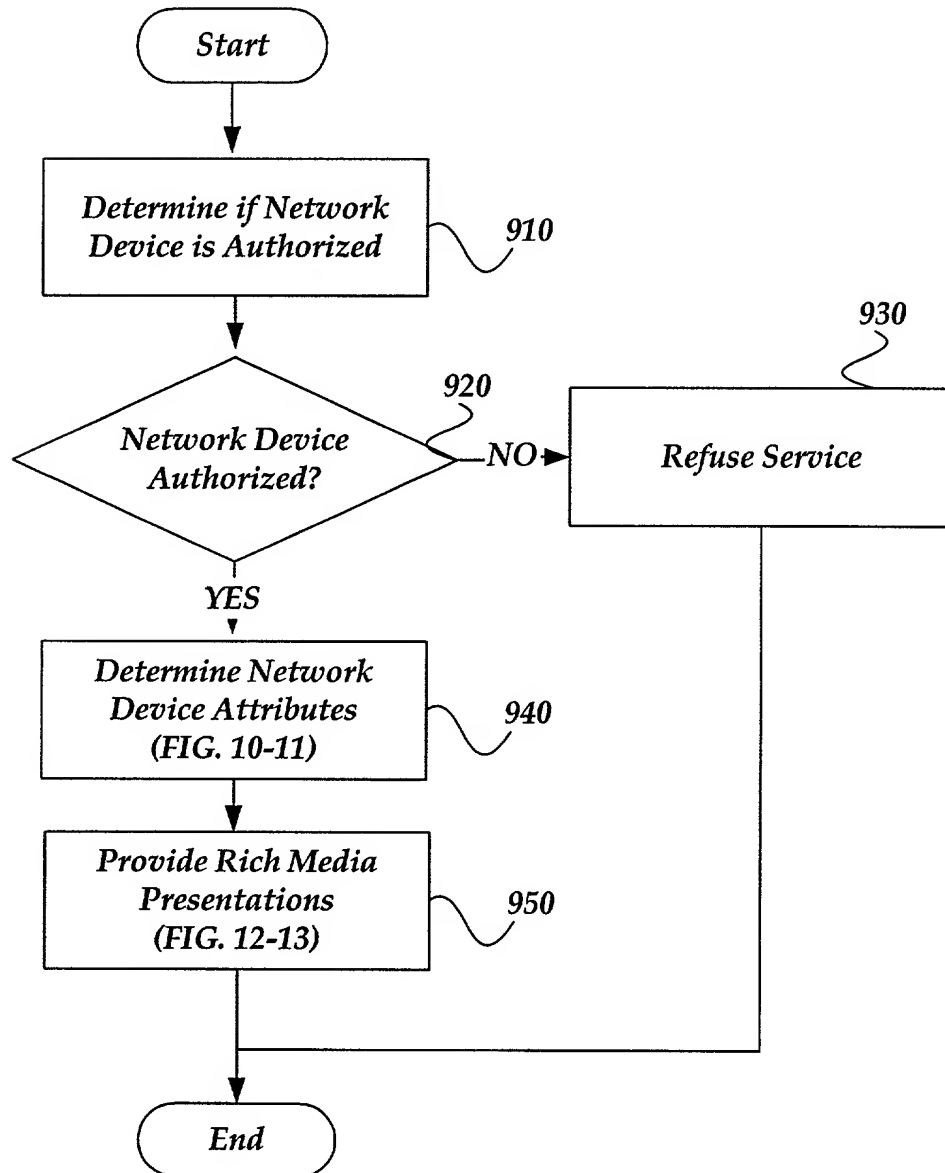 Start
Determine if Network
Device is Authorized
910
920
930
Network Device
Authorized?
NO
Refuse Service
YES
Determine Network
Device Attributes
(FIG. 10-11)
940
Provide Rich Media
Presentations
(FIG. 12-13)
950
End